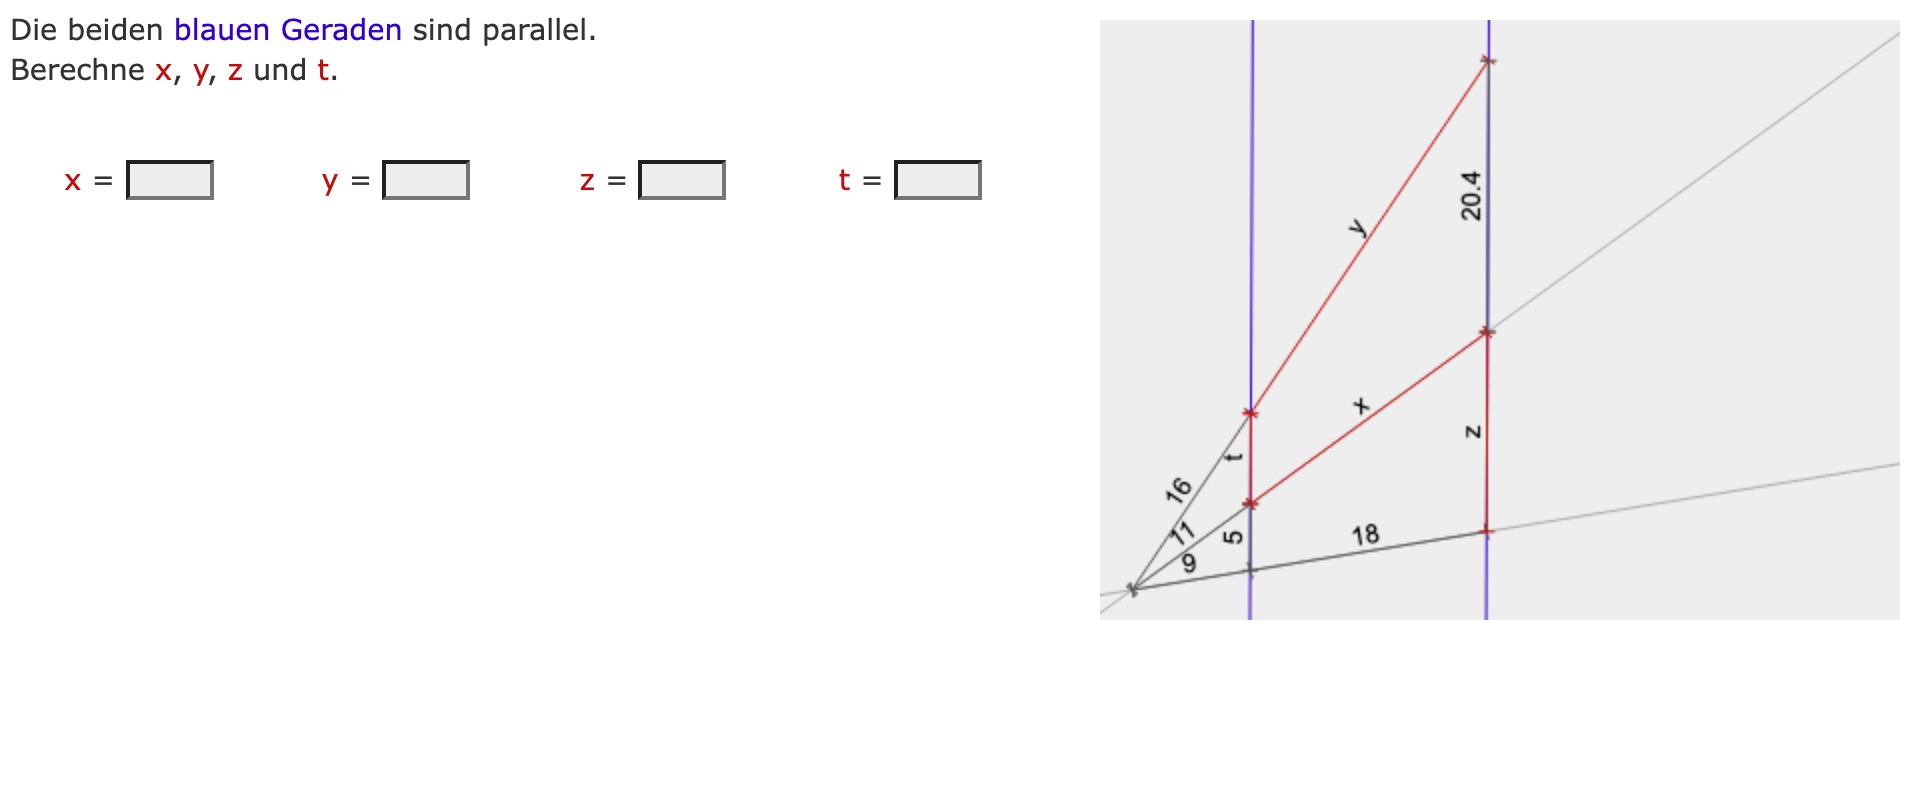 Die beiden blauen Geraden sind parallel.
Berechne x, y, z und t.
x =
y =
z =
t =
20.4
y
x
z
t
16
11
5
9
18